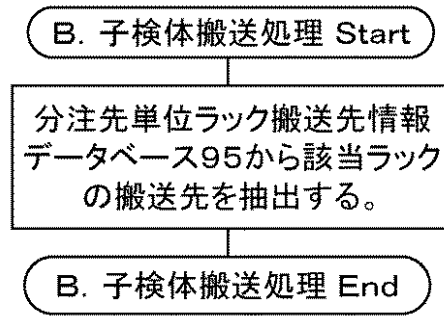 B. 子検体搬送処理 Start
分注先単位ラック搬送先情報
データベース95から該当ラック
の搬送先を抽出する。
B. 子検体搬送処理 End